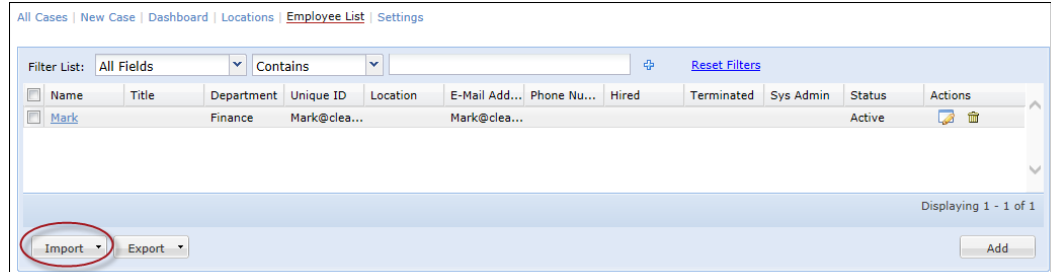 All Cases | New Case | Dashboard | Locations | Employee List | Settings
Filter List: All Fields Contains Reset Filters
Name Title Department Unique ID Location E-Mail Add... Phone Nu... Hired Terminated Sys Admin Status Actions
Mark Finance Mark@clea... Mark@clea... Active
Displaying 1 - 1 of 1
Import Export Add